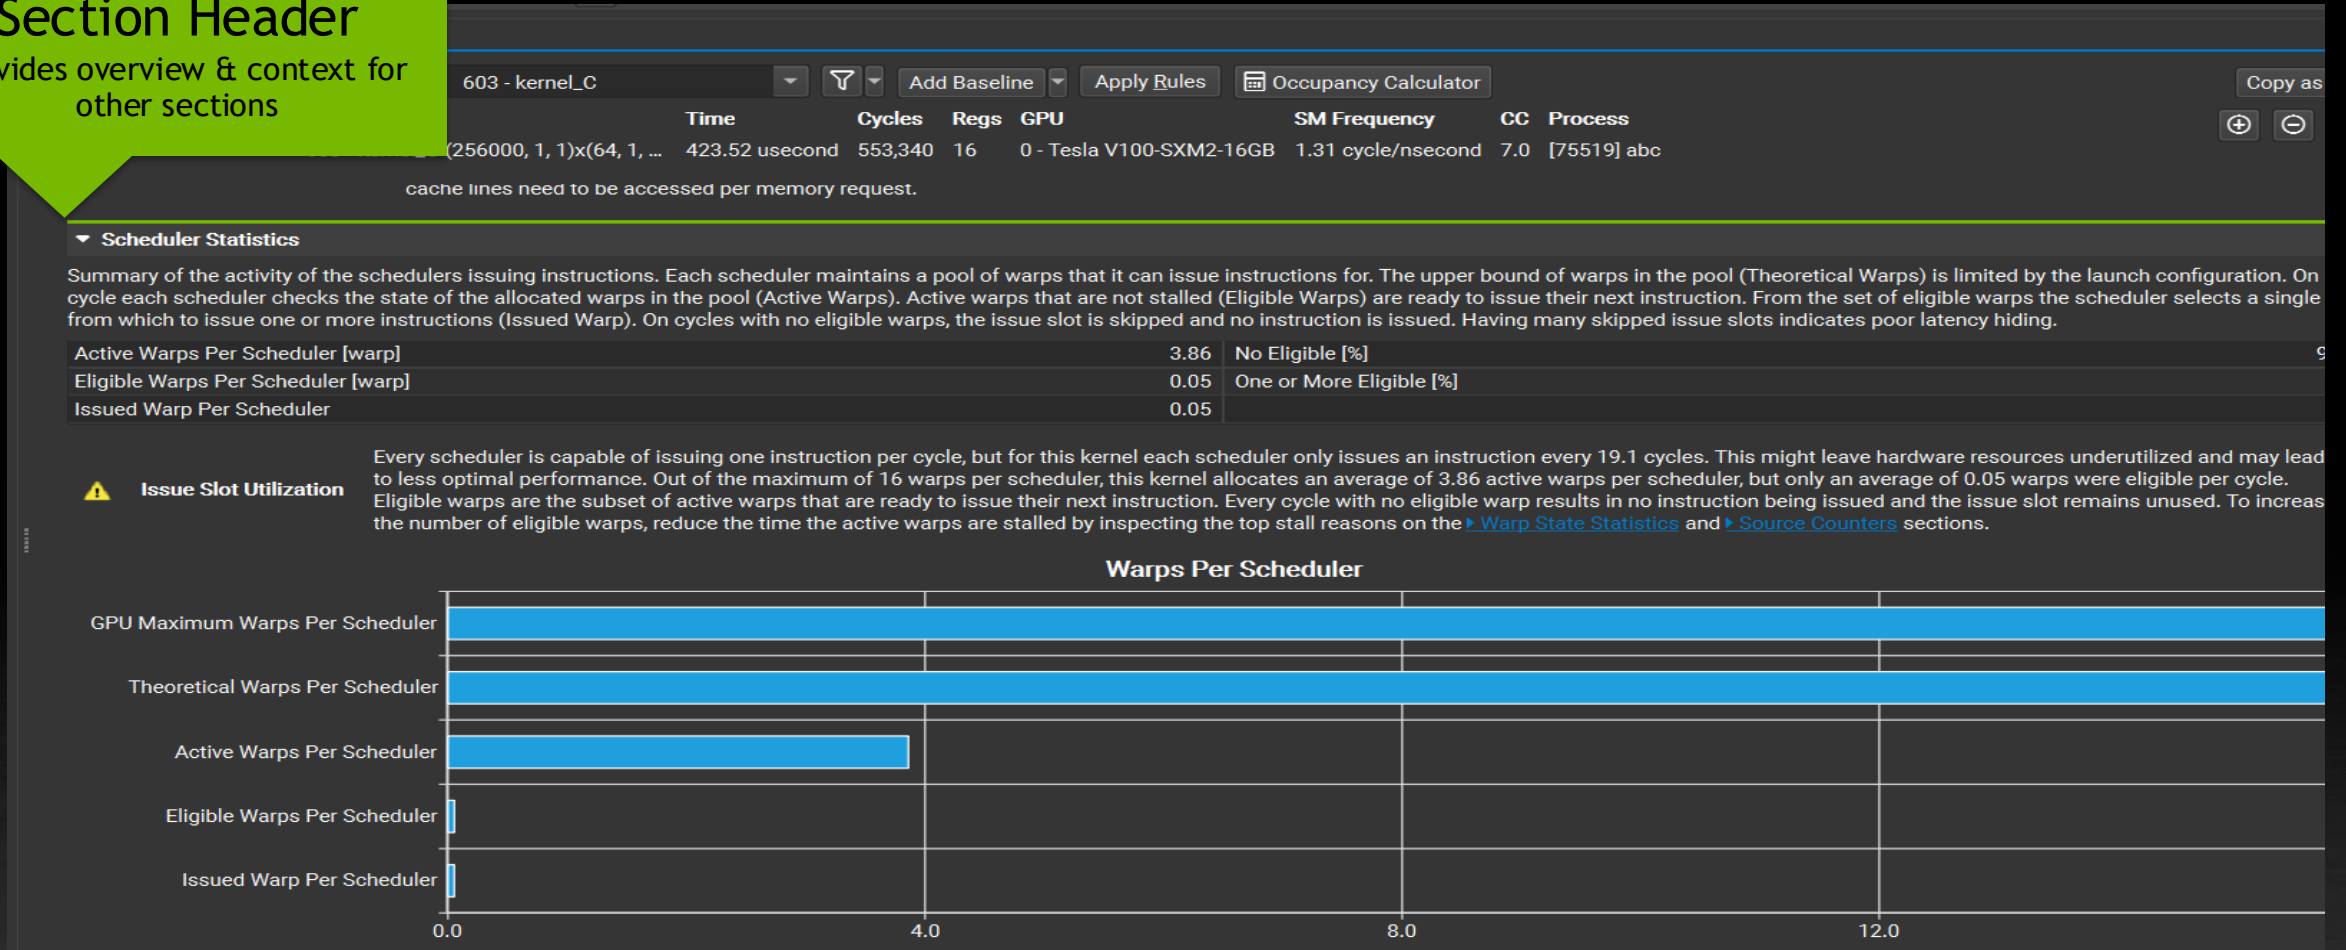 Section Header
vides overview & context for
other sections
603 - kernel_C
Add Baseline
Apply Rules
Occupancy Calculator
Copy as
Time Cycles Regs GPU SM Frequency CC Process
(256000, 1, 1)x(64, 1, ... 423.52 usecond 553,340 16 0 - Tesla V100-SXM2-16GB 1.31 cycle/nsecond 7.0 [75519] abc
cache lines need to be accessed per memory request.
Scheduler Statistics
Summary of the activity of the schedulers issuing instructions. Each scheduler maintains a pool of warps that it can issue instructions for. The upper bound of warps in the pool (Theoretical Warps) is limited by the launch configuration. On
cycle each scheduler checks the state of the allocated warps in the pool (Active Warps). Active warps that are not stalled (Eligible Warps) are ready to issue their next instruction. From the set of eligible warps the scheduler selects a single
from which to issue one or more instructions (Issued Warp). On cycles with no eligible warps, the issue slot is skipped and no instruction is issued. Having many skipped issue slots indicates poor latency hiding.
Active Warps Per Scheduler [warp] 3.86 No Eligible [%] 9
Eligible Warps Per Scheduler [warp] 0.05 One or More Eligible [%]
Issued Warp Per Scheduler 0.05
Issue Slot Utilization
Every scheduler is capable of issuing one instruction per cycle, but for this kernel each scheduler only issues an instruction every 19.1 cycles. This might leave hardware resources underutilized and may lead
to less optimal performance. Out of the maximum of 16 warps per scheduler, this kernel allocates an average of 3.86 active warps per scheduler, but only an average of 0.05 warps were eligible per cycle.
Eligible warps are the subset of active warps that are ready to issue their next instruction. Every cycle with no eligible warp results in no instruction being issued and the issue slot remains unused. To increas
the number of eligible warps, reduce the time the active warps are stalled by inspecting the top stall reasons on the Warp State Statistics and Source Counters sections.
Warps Per Scheduler
GPU Maximum Warps Per Scheduler
Theoretical Warps Per Scheduler
Active Warps Per Scheduler
Eligible Warps Per Scheduler
Issued Warp Per Scheduler
0.0 4.0 8.0 12.0